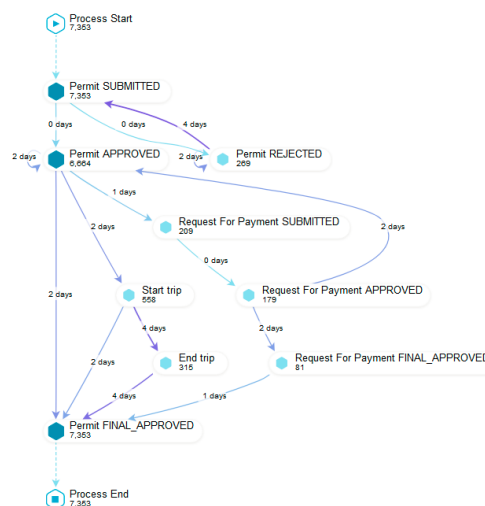 Process Start
7,353
Permit SUBMITTED
7,353
0 days
0 days
4 days
2 days
Permit APPROVED
6,664
2 days
Permit REJECTED
269
1 days
Request For Payment SUBMITTED
209
2 days
2 days
0 days
2 days
Start trip
558
Request For Payment APPROVED
179
4 days
2 days
2 days
End trip
315
Request For Payment FINAL_APPROVED
81
4 days
1 days
Permit FINAL_APPROVED
7,353
Process End
7,353